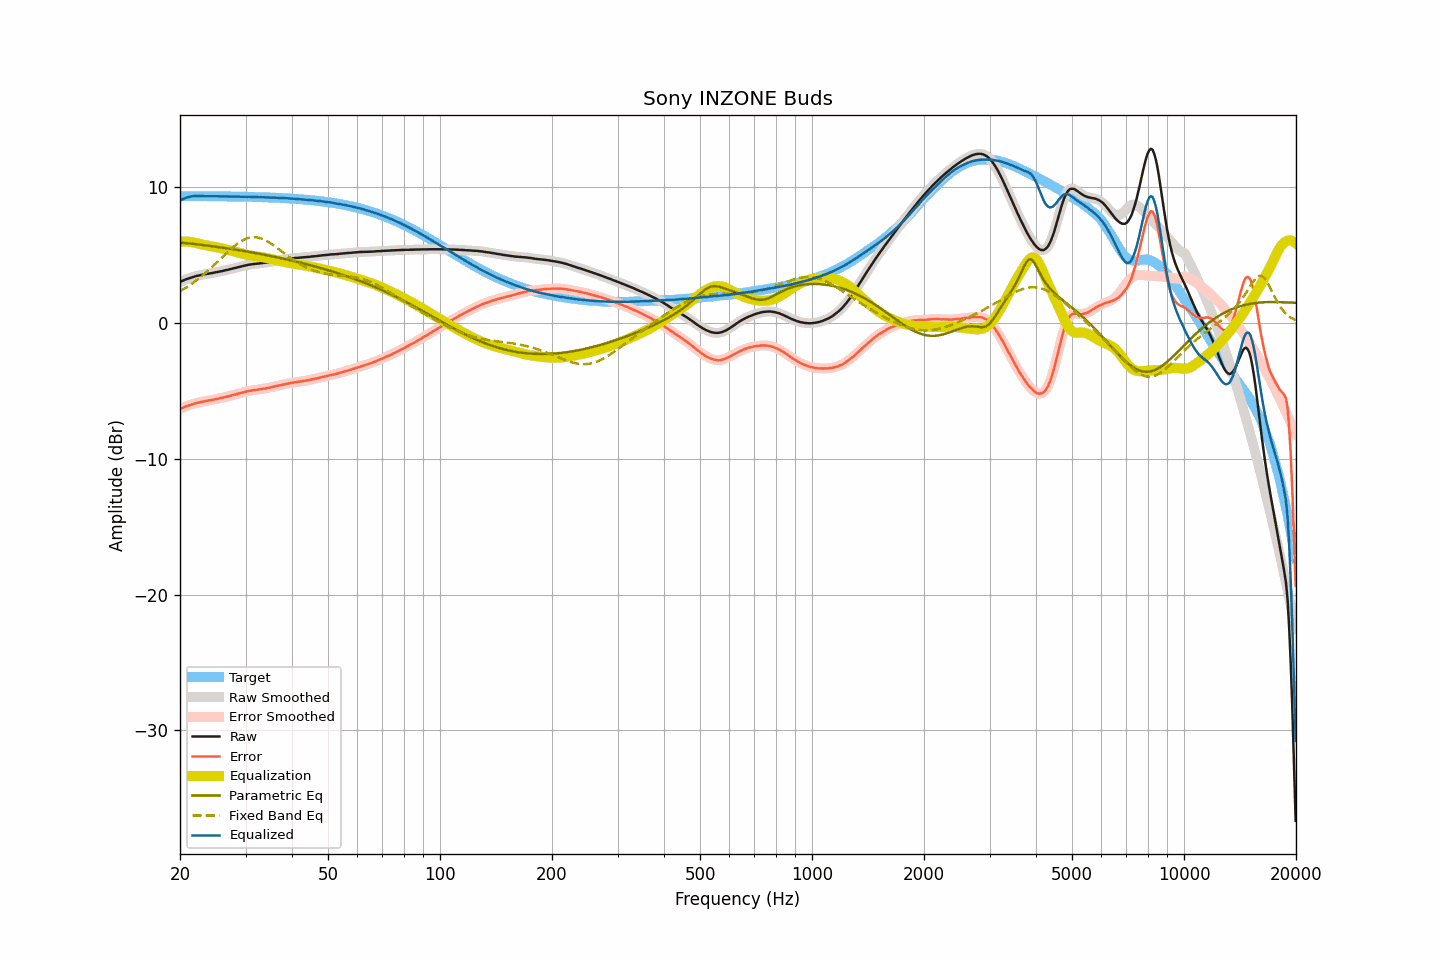 Sony INZONE Buds
10
0
−10
−20
−30
Amplitude (dBr)
Target
Raw Smoothed
Error Smoothed
Raw
Error
Equalization
Parametric Eq
Fixed Band Eq
Equalized
20 50 100 200 500 1000 2000 5000 10000 20000
Frequency (Hz)